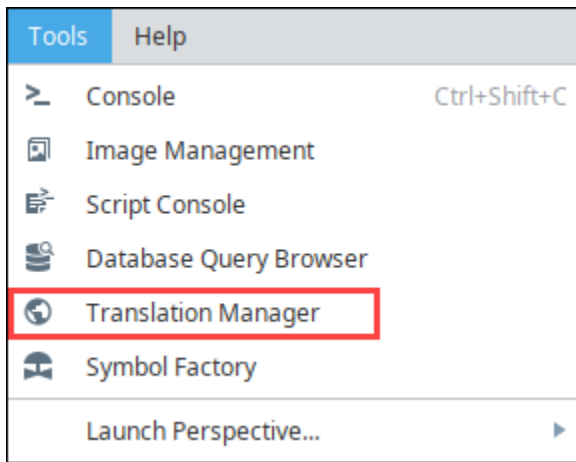 Tools Help
Console Ctrl+Shift+C
Image Management
Script Console
Database Query Browser
Translation Manager
Symbol Factory
Launch Perspective...